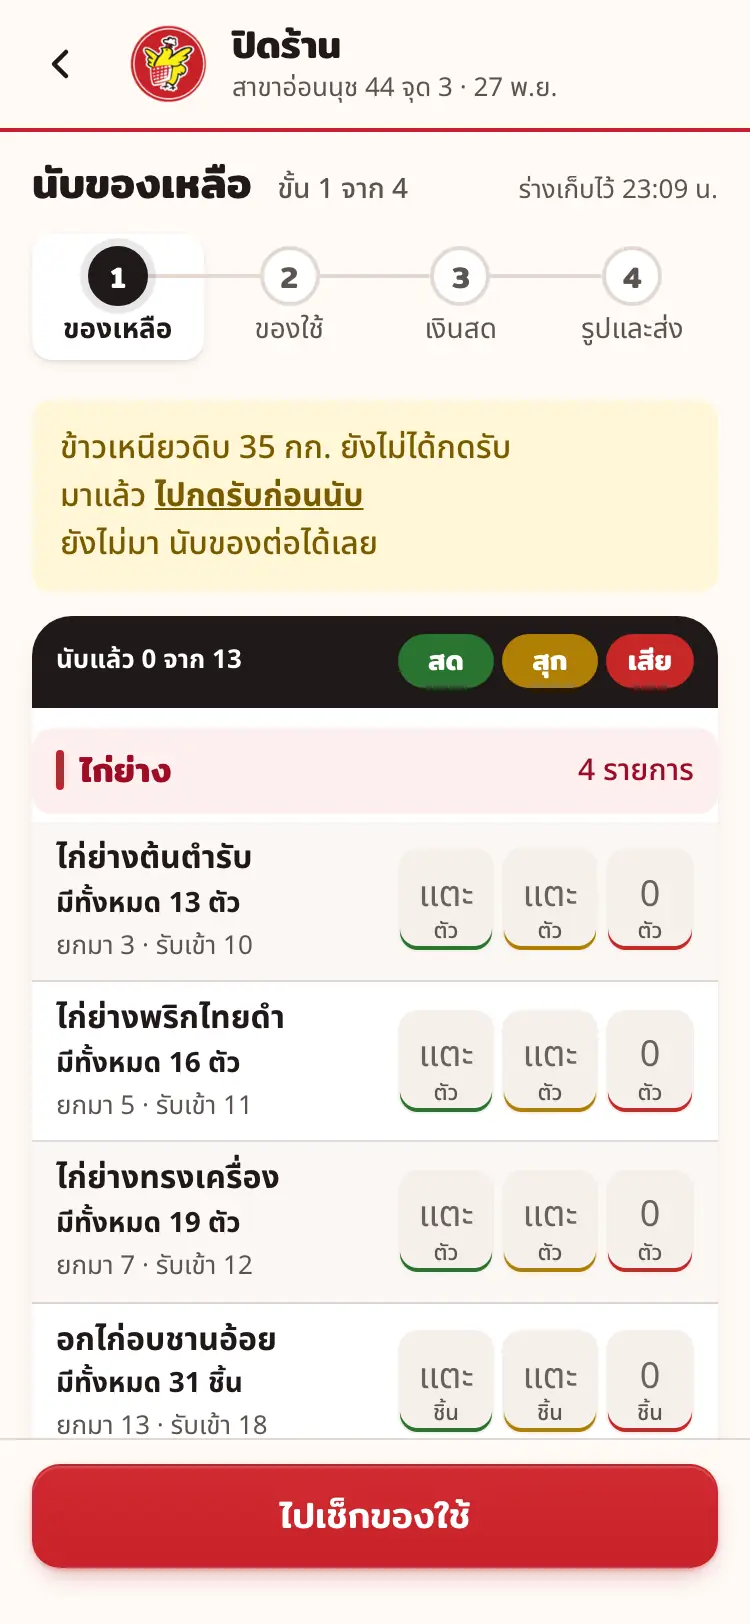 ปิดร้าน
สาขาอ่อนนุช 44 จุด 3 · 27 พ.ย.
นับของเหลือ ขั้น 1 จาก 4 ร่างเก็บไว้ 23:09 น.
1 2 3 4
ของเหลือ ของใช้ เงินสด รูปและส่ง
ข้าวเหนียวดิบ 35 กก. ยังไม่ได้กดรับ
มาแล้ว ไปกดรับก่อนนับ
ยังไม่มา นับของต่อได้เลย
นับแล้ว 0 จาก 13 สด สุก เสีย
ไก่ย่าง 4 รายการ
ไก่ย่างต้นตำรับ
มีทั้งหมด 13 ตัว แตะ แตะ 0
ยกมา 3 · รับเข้า 10 ตัว ตัว ตัว
ไก่ย่างพริกไทยดำ
มีทั้งหมด 16 ตัว แตะ แตะ 0
ยกมา 5 · รับเข้า 11 ตัว ตัว ตัว
ไก่ย่างทรงเครื่อง
มีทั้งหมด 19 ตัว แตะ แตะ 0
ยกมา 7 · รับเข้า 12 ตัว ตัว ตัว
อกไก่อบชานอ้อย
มีทั้งหมด 31 ชิ้น แตะ แตะ 0
ยกมา 13 · รับเข้า 18 ชิ้น ชิ้น ชิ้น
ไปเช็กของใช้